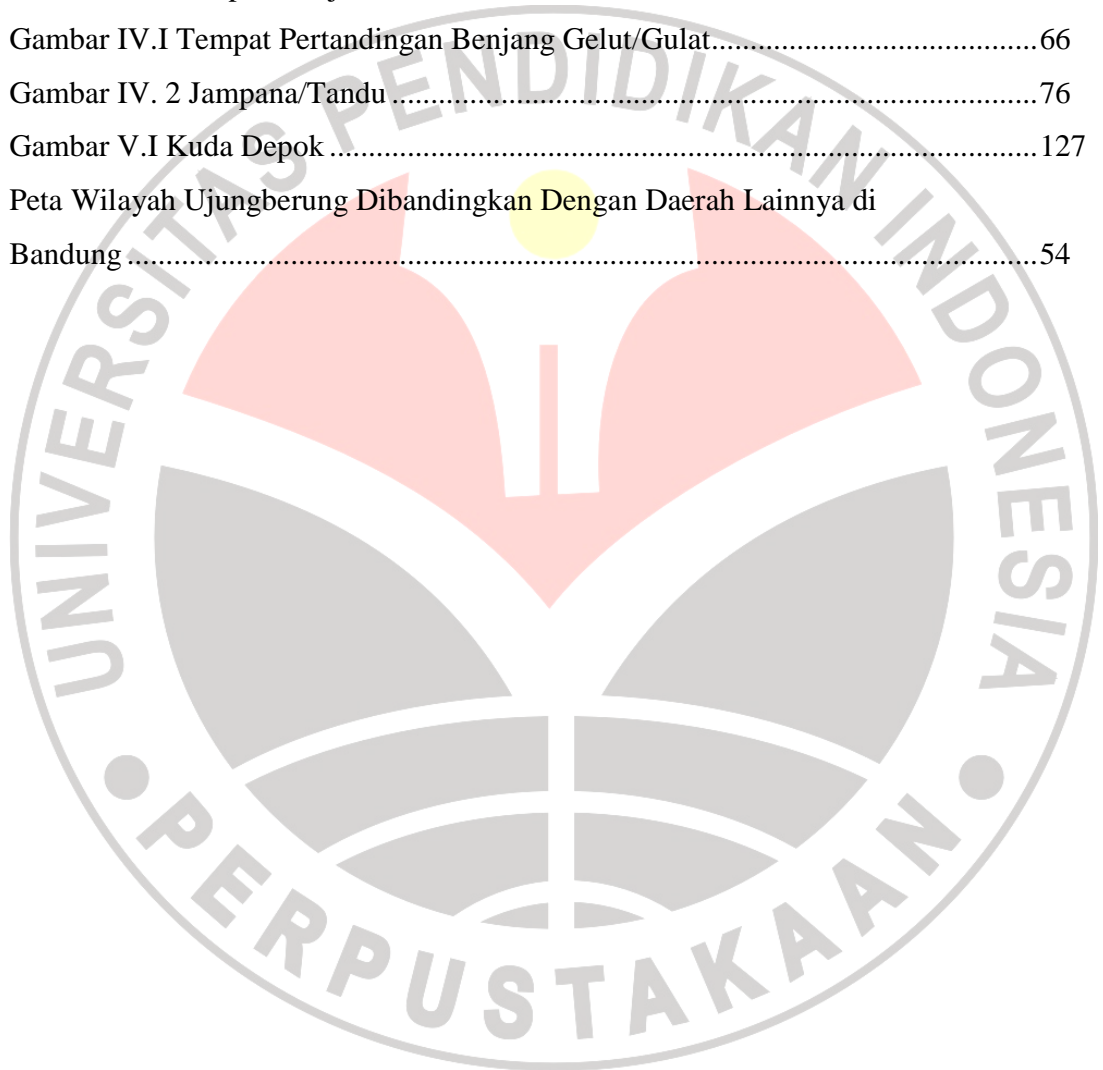 Gambar IV.I Tempat Pertandingan Benjang Gelut/Gulat........................................66
Gambar IV. 2 Jampana/Tandu................................................................................76
Gambar V.I Kuda Depok........................................................................................127
Peta Wilayah Ujungberung Dibandingkan Dengan Daerah Lainnya di
Bandung.................................................................................................................54
UNIVERSITAS PENDIDIKAN INDONESIA
PERPUSTAKAAN